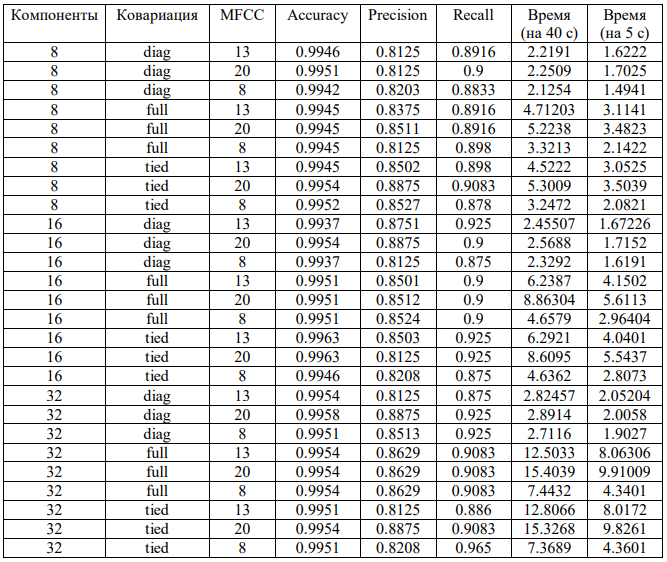 Компоненты Ковариация MFCC Accuracy Precision Recall Время Время
(на 40 с) (на 5 с)
8 diag 13 0.9946 0.8125 0.8916 2.2191 1.6222
8 diag 20 0.9951 0.8125 0.9 2.2509 1.7025
8 diag 8 0.9942 0.8203 0.8833 2.1254 1.4941
8 full 13 0.9945 0.8375 0.8916 4.71203 3.1141
8 full 20 0.9945 0.8511 0.8916 5.2238 3.4823
8 full 8 0.9945 0.8125 0.898 3.3213 2.1422
8 tied 13 0.9945 0.8502 0.898 4.5222 3.0525
8 tied 20 0.9954 0.8875 0.9083 5.3009 3.5039
8 tied 8 0.9952 0.8527 0.878 3.2472 2.0821
16 diag 13 0.9937 0.8751 0.925 2.45507 1.67226
16 diag 20 0.9954 0.8875 0.9 2.5688 1.7152
16 diag 8 0.9937 0.8125 0.875 2.3292 1.6191
16 full 13 0.9951 0.8501 0.9 6.2387 4.1502
16 full 20 0.9951 0.8512 0.9 8.86304 5.6113
16 full 8 0.9951 0.8524 0.9 4.6579 2.96404
16 tied 13 0.9963 0.8503 0.925 6.2921 4.0401
16 tied 20 0.9963 0.8125 0.925 8.6095 5.5437
16 tied 8 0.9946 0.8208 0.875 4.6362 2.8073
32 diag 13 0.9954 0.8125 0.875 2.82457 2.05204
32 diag 20 0.9958 0.8875 0.925 2.8914 2.0058
32 diag 8 0.9951 0.8513 0.925 2.7116 1.9027
32 full 13 0.9954 0.8629 0.9083 12.5033 8.06306
32 full 20 0.9954 0.8629 0.9083 15.4039 9.91009
32 full 8 0.9954 0.8629 0.9083 7.4432 4.3401
32 tied 13 0.9951 0.8125 0.886 12.8066 8.0172
32 tied 20 0.9954 0.8875 0.9083 15.3268 9.8261
32 tied 8 0.9951 0.8208 0.965 7.3689 4.3601